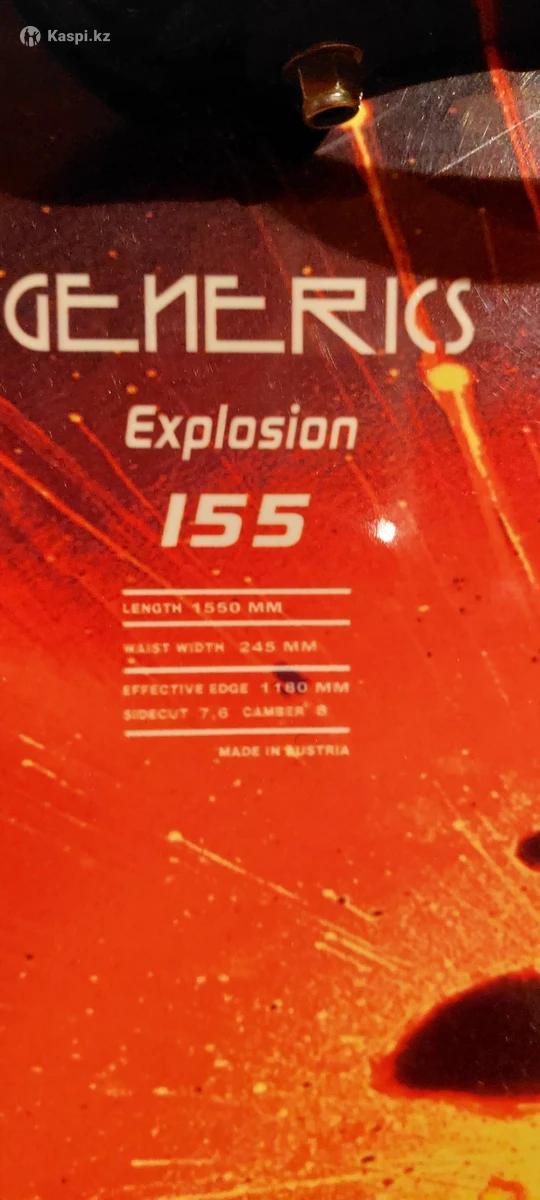 Kaspi.kz
GENERICS
Explosion
155
LENGTH 1550 MM
WAIST WIDTH 245 MM
EFFECTIVE EDGE 1180 MM
SIDECUT 7,6 CAMBER 8
MADE IN AUSTRIA